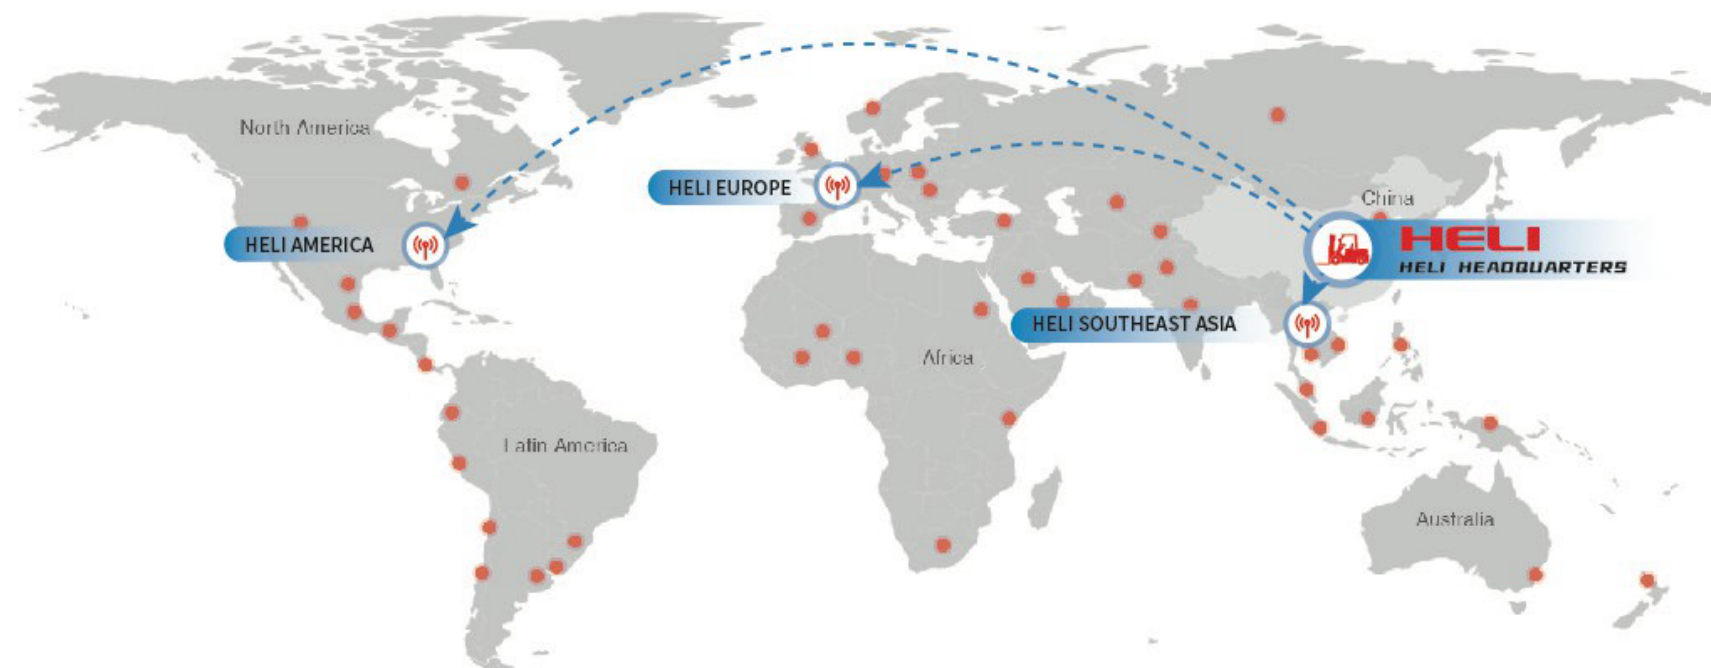 North America
China
HELI EUROPE
HELI AMERICA
HELI
HELI HEADQUARTERS
HELI SOUTHEAST ASIA
Africa
Latin America
Australia